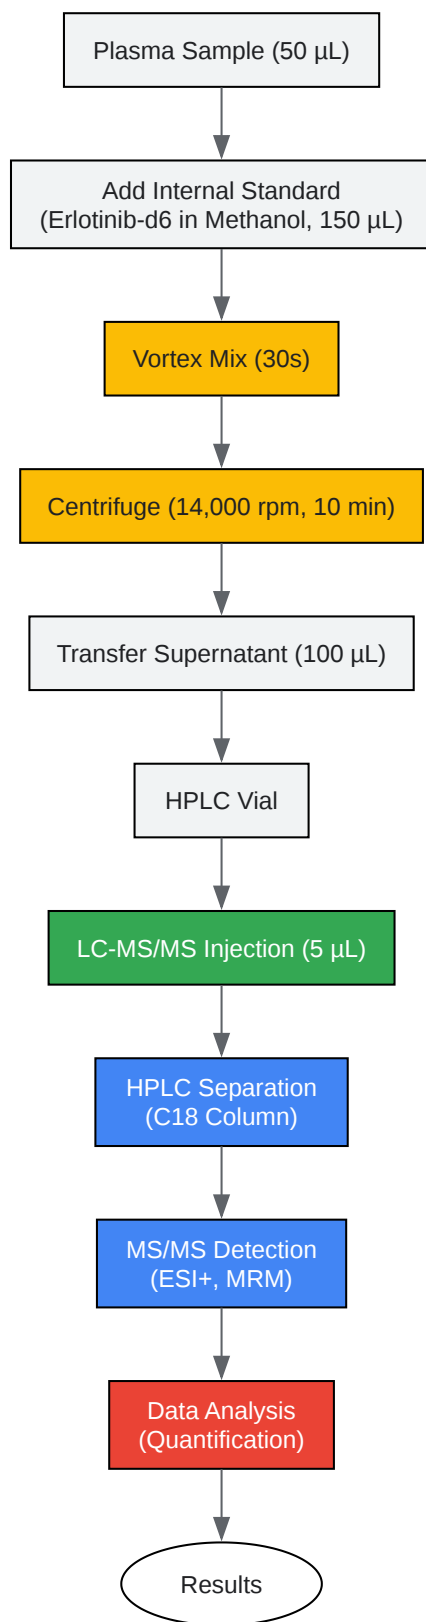 Plasma Sample (50 µL)
Add Internal Standard
(Erlotinib-d6 in Methanol, 150 µL)
Vortex Mix (30s)
Centrifuge (14,000 rpm, 10 min)
Transfer Supernatant (100 µL)
HPLC Vial
LC-MS/MS Injection (5 µL)
HPLC Separation
(C18 Column)
MS/MS Detection
(ESI+, MRM)
Data Analysis
(Quantification)
Results